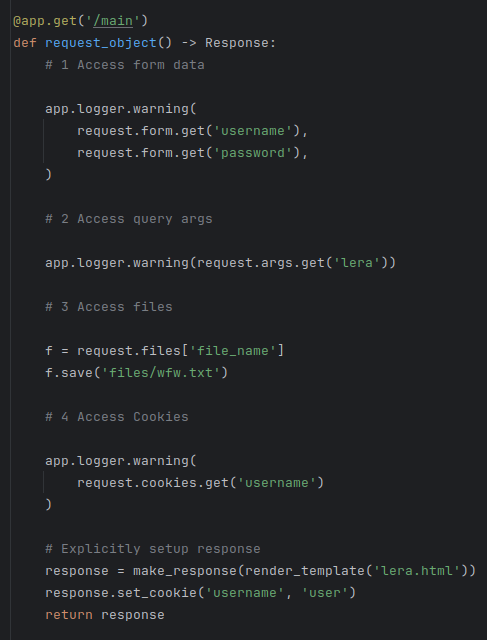 @app.get('/main')
def request_object() -> Response:
    # 1 Access form data
    app.logger.warning(
        request.form.get('username'),
        request.form.get('password'),
    )
    # 2 Access query args
    app.logger.warning(request.args.get('lera'))
    # 3 Access files
    f = request.files['file_name']
    f.save('files/wfw.txt')
    # 4 Access Cookies
    app.logger.warning(
        request.cookies.get('username')
    )
    # Explicitly setup response
    response = make_response(render_template('lera.html'))
    response.set_cookie('username', 'user')
    return response